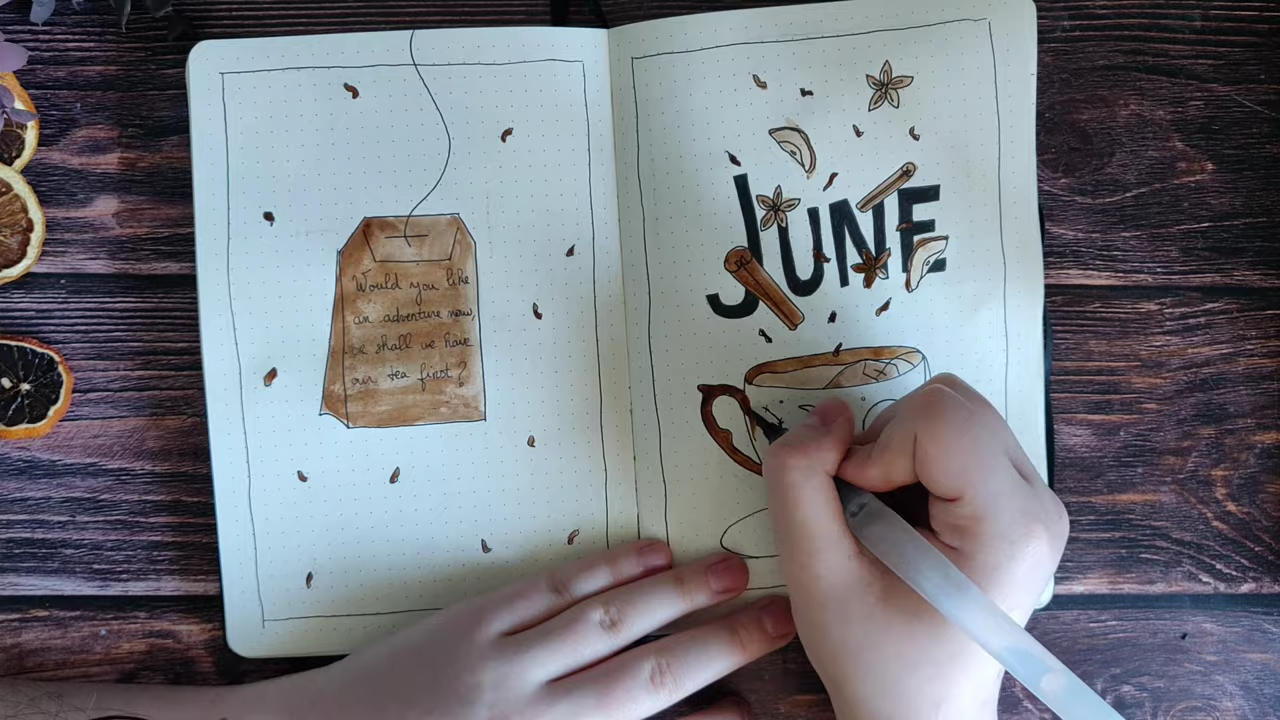 Would you like
an adventure now,
or shall we have
our tea first?
JUNE